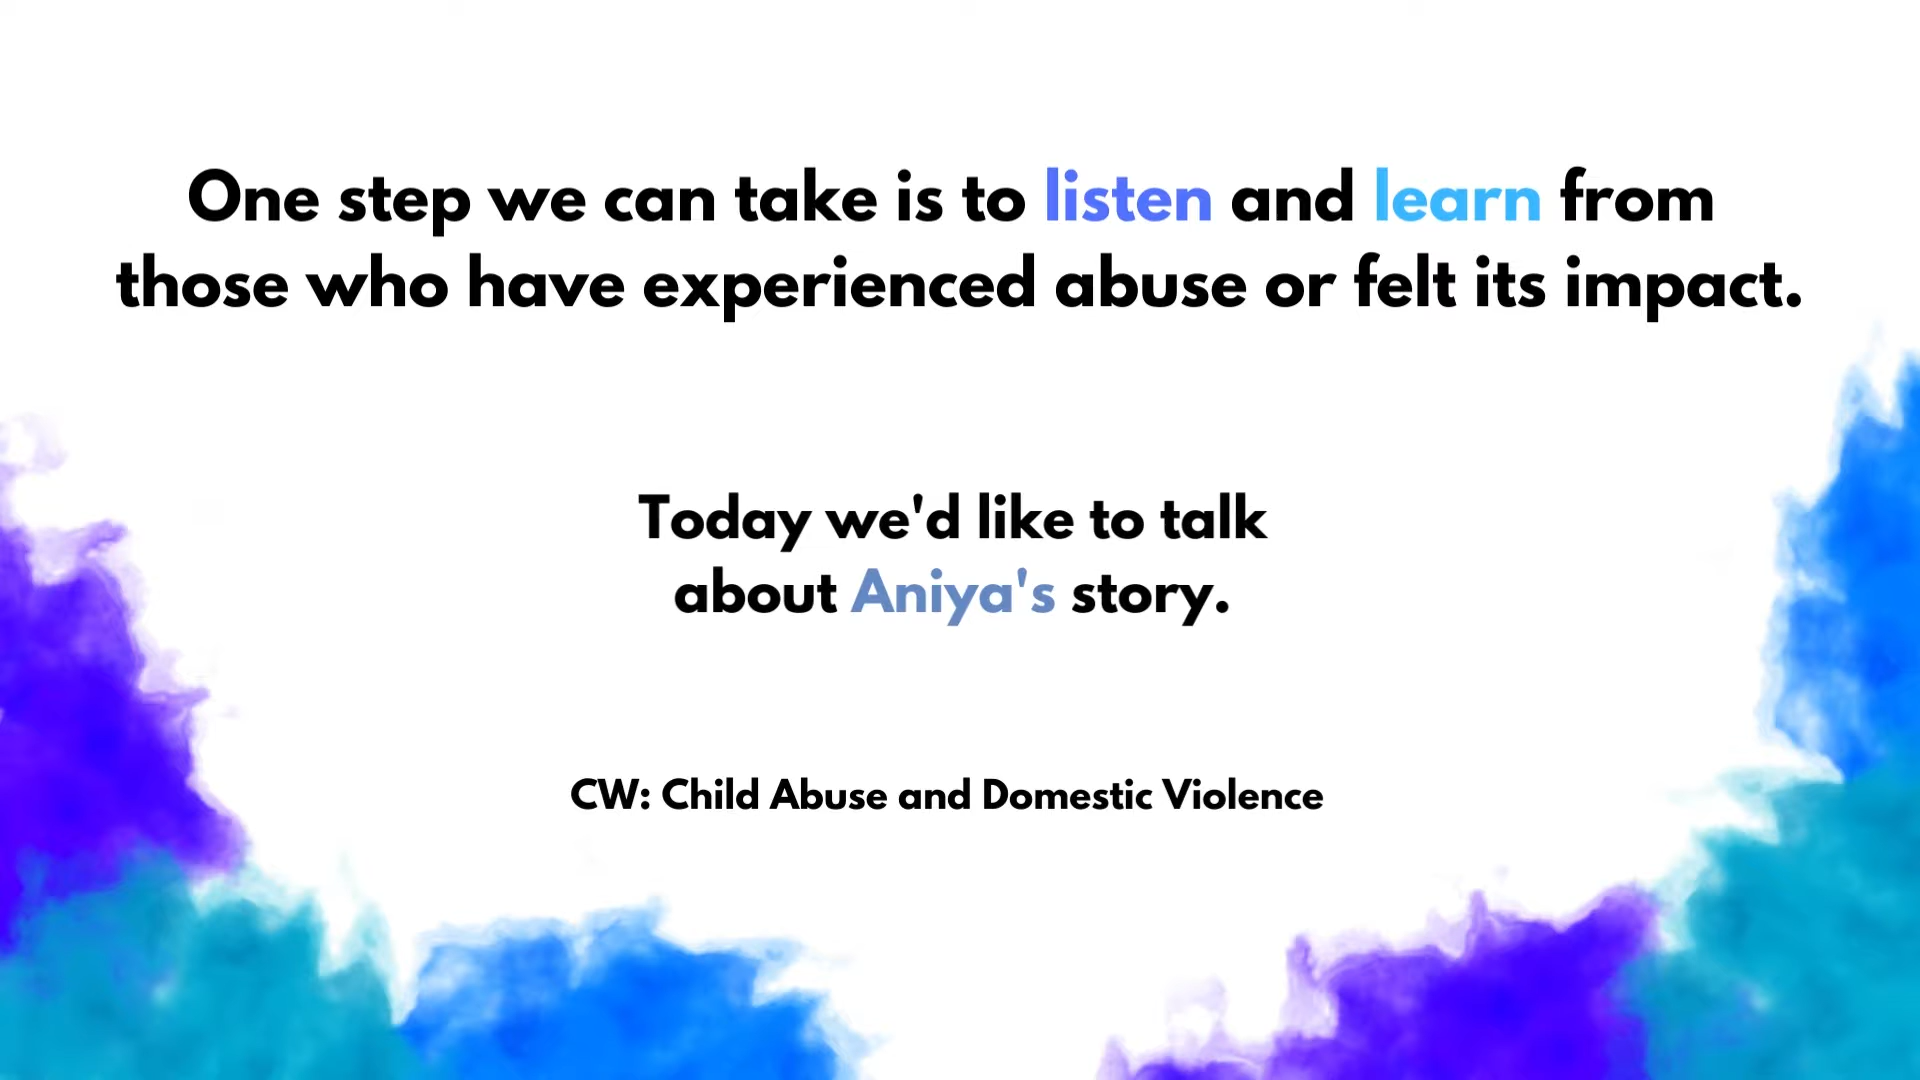 One step we can take is to listen and learn from
those who have experienced abuse or felt its impact.
Today we'd like to talk
about Aniya's story.
CW: Child Abuse and Domestic Violence